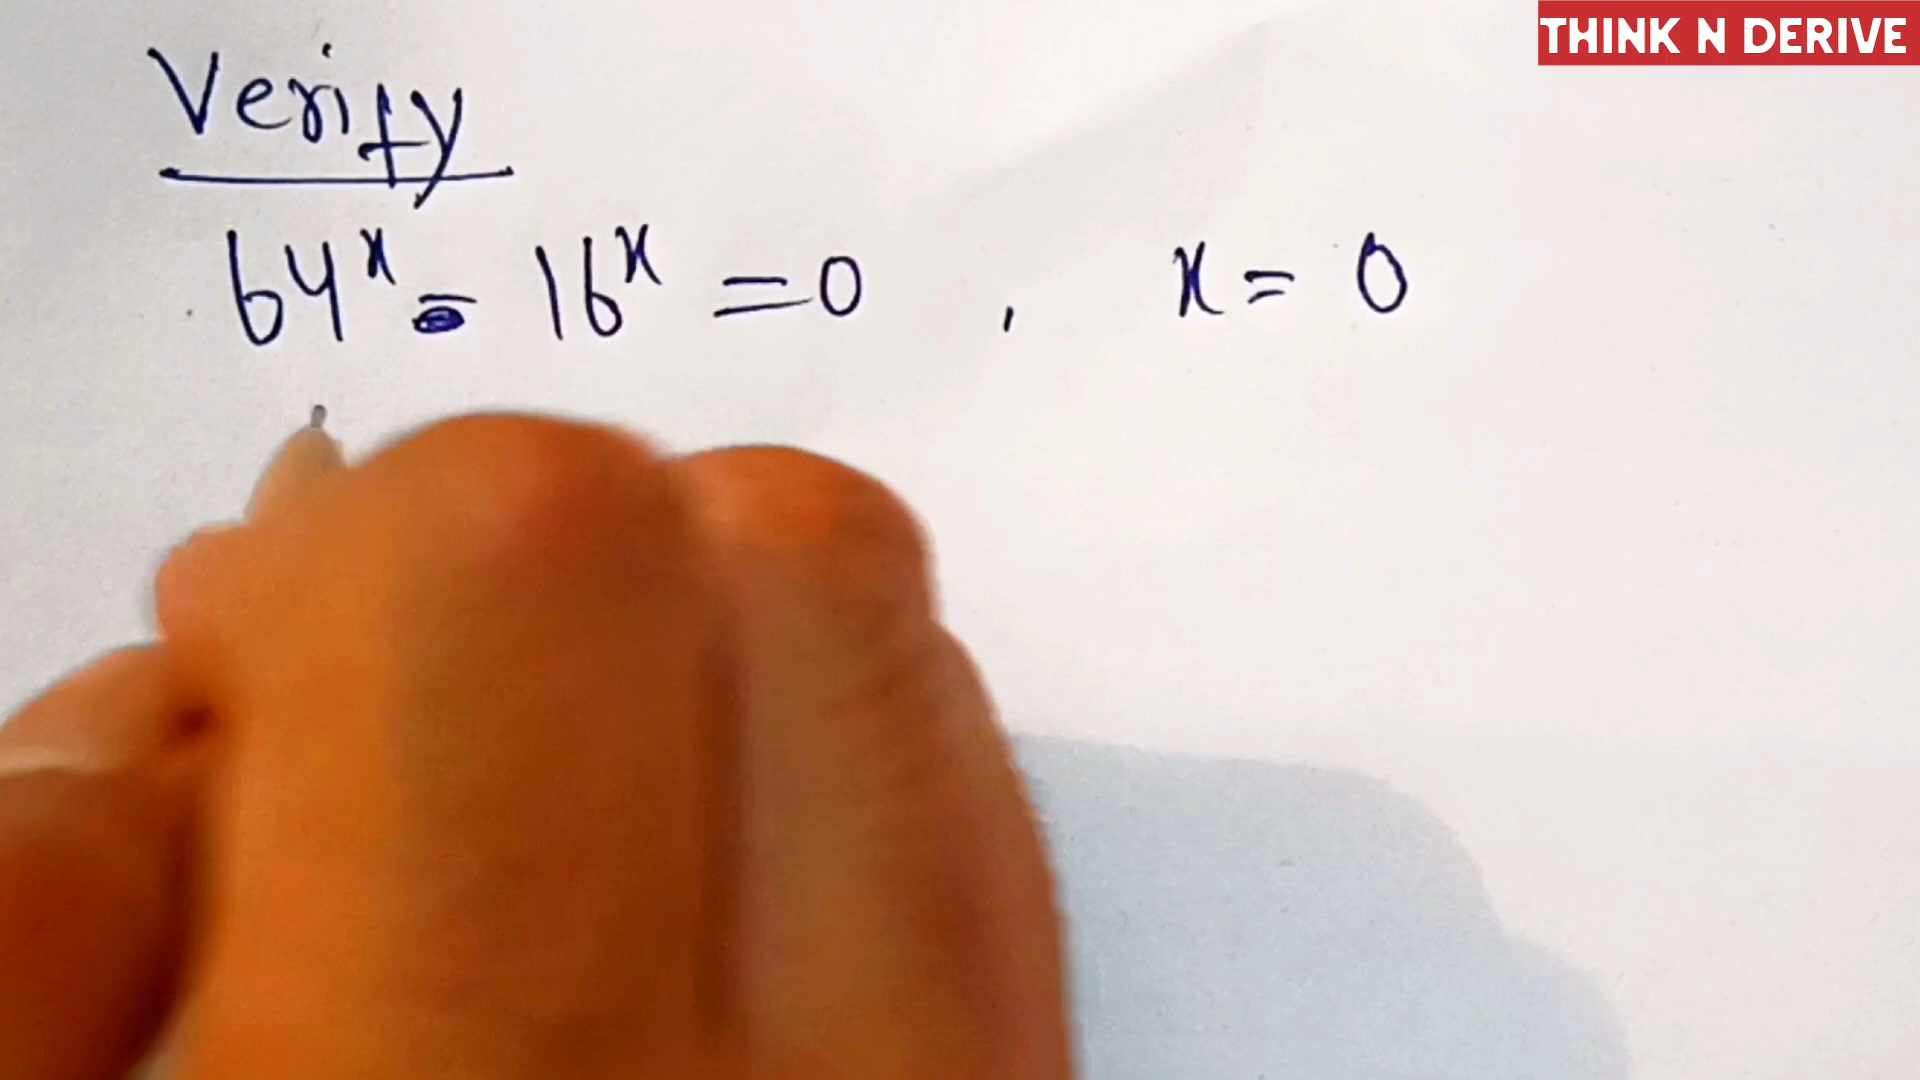 THINK N DERIVE
Verify
64^x - 16^x = 0 , x = 0